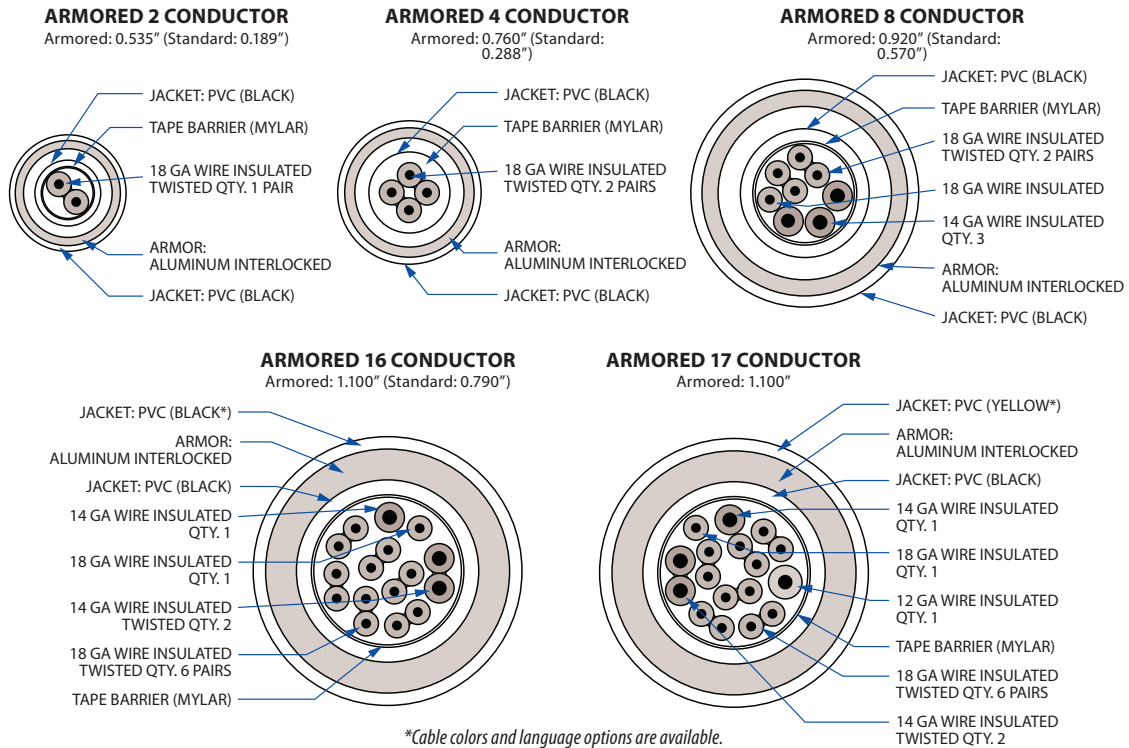 ARMORED 2 CONDUCTOR
Armored: 0.535” (Standard: 0.189”)
JACKET: PVC (BLACK)
TAPE BARRIER (MYLAR)
18 GA WIRE INSULATED
TWISTED QTY. 1 PAIR
ARMOR:
ALUMINUM INTERLOCKED
JACKET: PVC (BLACK)
ARMORED 4 CONDUCTOR
Armored: 0.760” (Standard:
0.288”)
JACKET: PVC (BLACK)
TAPE BARRIER (MYLAR)
18 GA WIRE INSULATED
TWISTED QTY. 2 PAIRS
ARMOR:
ALUMINUM INTERLOCKED
JACKET: PVC (BLACK)
ARMORED 8 CONDUCTOR
Armored: 0.920” (Standard:
0.570”)
JACKET: PVC (BLACK)
TAPE BARRIER (MYLAR)
18 GA WIRE INSULATED
TWISTED QTY. 2 PAIRS
18 GA WIRE INSULATED
14 GA WIRE INSULATED
QTY. 3
ARMOR:
ALUMINUM INTERLOCKED
JACKET: PVC (BLACK)
ARMORED 16 CONDUCTOR
Armored: 1.100” (Standard: 0.790”)
JACKET: PVC (BLACK*)
ARMOR:
ALUMINUM INTERLOCKED
JACKET: PVC (BLACK)
14 GA WIRE INSULATED
QTY. 1
18 GA WIRE INSULATED
QTY. 1
14 GA WIRE INSULATED
TWISTED QTY. 2
18 GA WIRE INSULATED
TWISTED QTY. 6 PAIRS
TAPE BARRIER (MYLAR)
ARMORED 17 CONDUCTOR
Armored: 1.100”
JACKET: PVC (YELLOW*)
ARMOR:
ALUMINUM INTERLOCKED
JACKET: PVC (BLACK)
14 GA WIRE INSULATED
QTY. 1
18 GA WIRE INSULATED
QTY. 1
12 GA WIRE INSULATED
QTY. 1
TAPE BARRIER (MYLAR)
18 GA WIRE INSULATED
TWISTED QTY. 6 PAIRS
14 GA WIRE INSULATED
TWISTED QTY. 2
*Cable colors and language options are available.